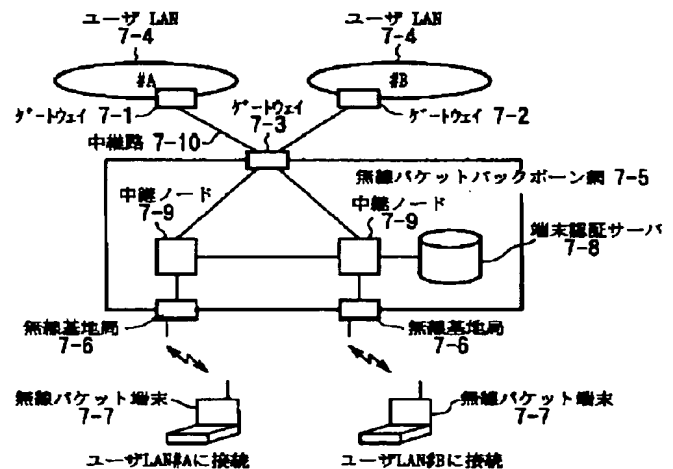 ユーザ LAN
7-4
ユーザ LAN
7-4
#A
#B
ゲートウェイ 7-1
ゲートウェイ
7-3
ゲートウェイ 7-2
中継路 7-10
無線パケットバックボーン網 7-5
中継ノード
7-9
中継ノード
7-9
端末認証サーバ
7-8
無線基地局
7-6
無線基地局
7-6
無線パケット端末
7-7
無線パケット端末
7-7
ユーザLAN#Aに接続
ユーザLAN#Bに接続